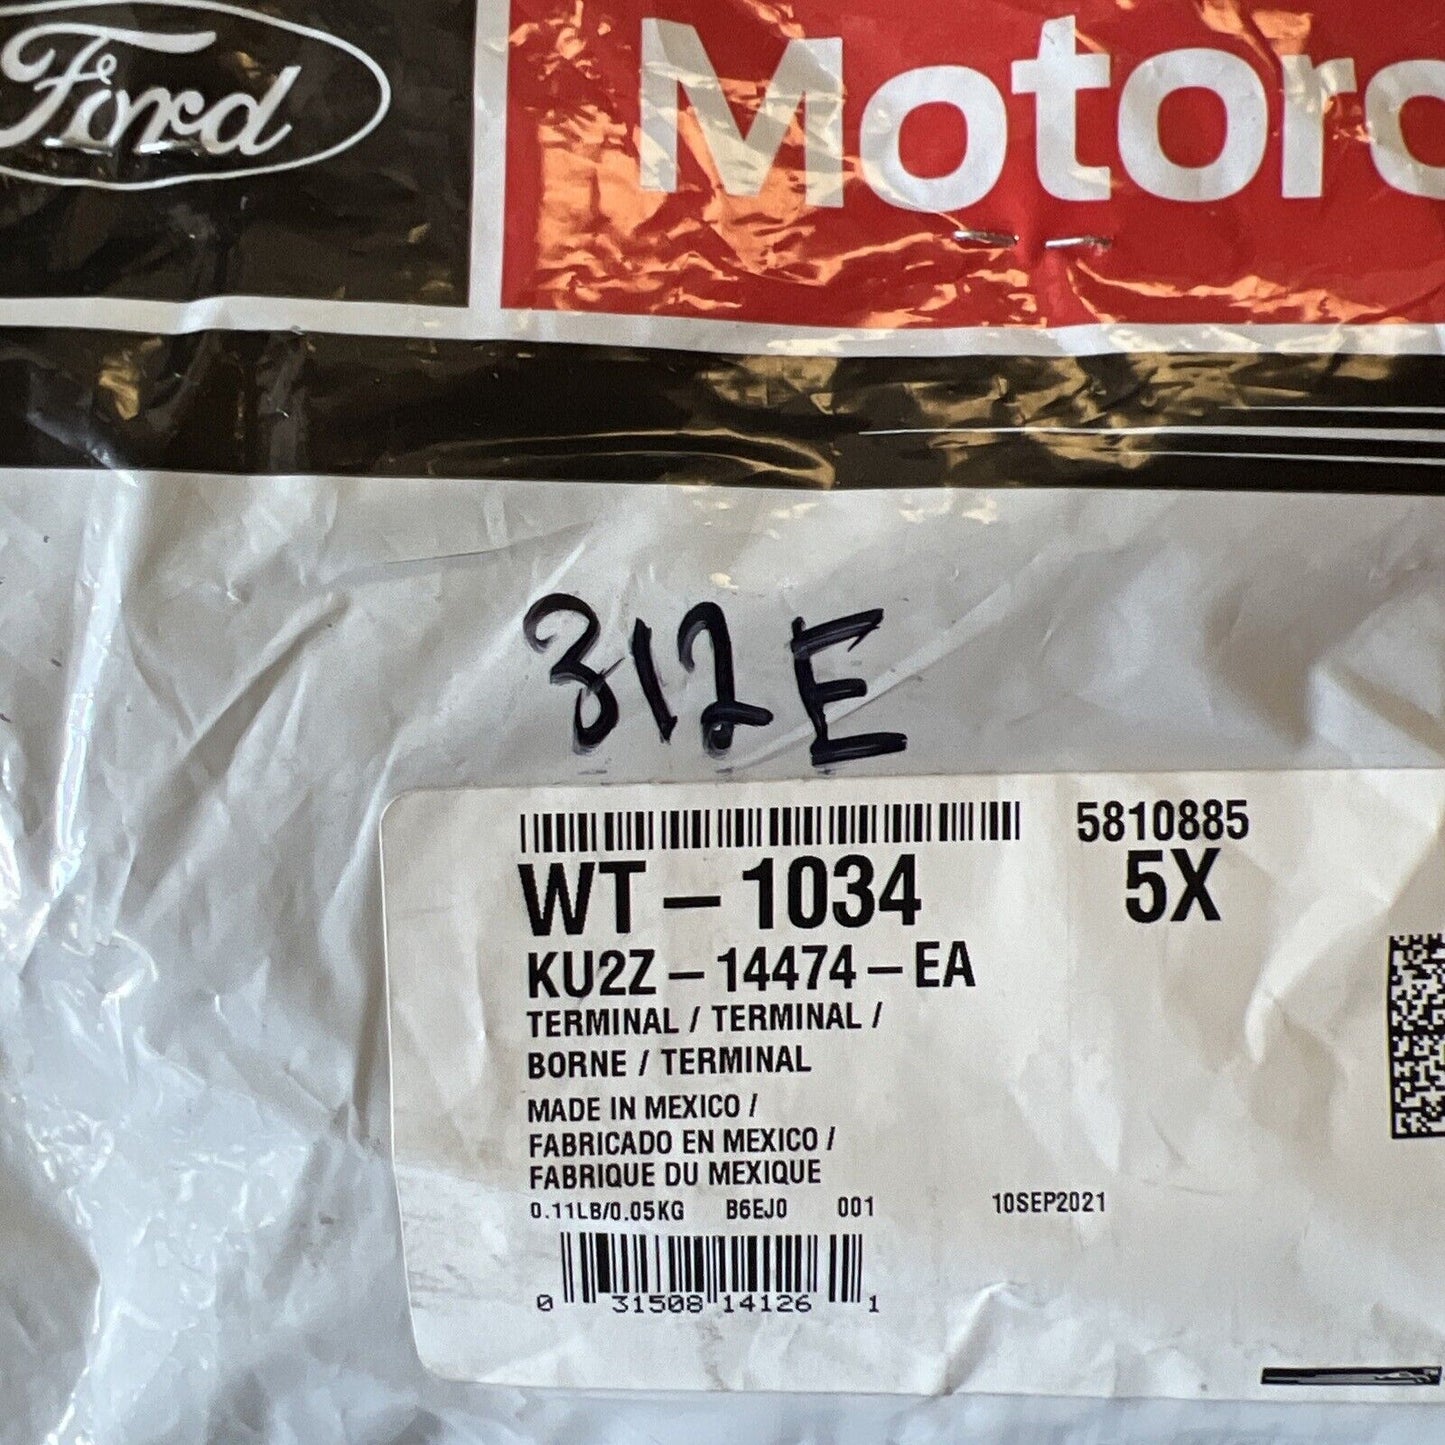 Ford
Motorc
312E
5810885
WT-1034 5X
KU2Z-14474-EA
TERMINAL / TERMINAL /
BORNE / TERMINAL
MADE IN MEXICO /
FABRICADO EN MEXICO /
FABRIQUE DU MEXIQUE
0.11LB/0.05KG B6EJ0 001 10SEP2021
0 31508 14126 1